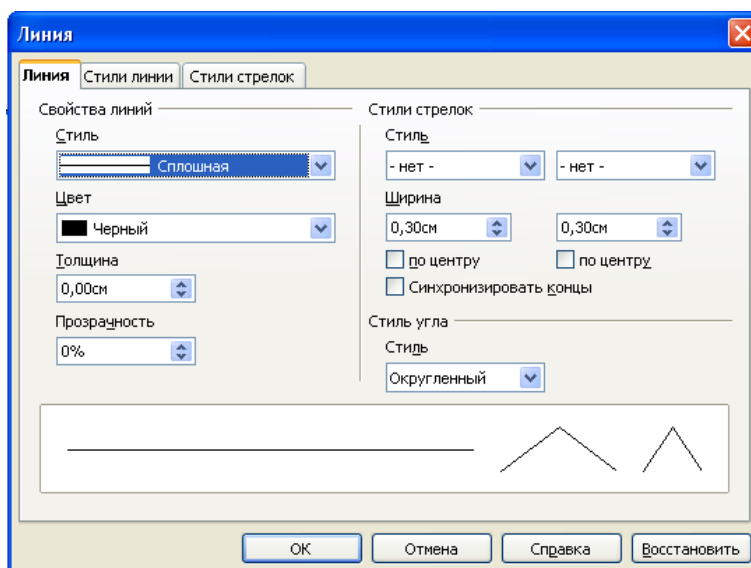 Линия
Линия Стили линии Стили стрелок
Свойства линий
Стиль
Сплошная
Цвет
Черный
Толщина
0,00см
Прозрачность
0%
Стили стрелок
Стиль
- нет - - нет -
Ширина
0,30см 0,30см
по центру по центру
Синхронизировать концы
Стиль угла
Стиль
Округленный
ОК Отмена Справка Восстановить